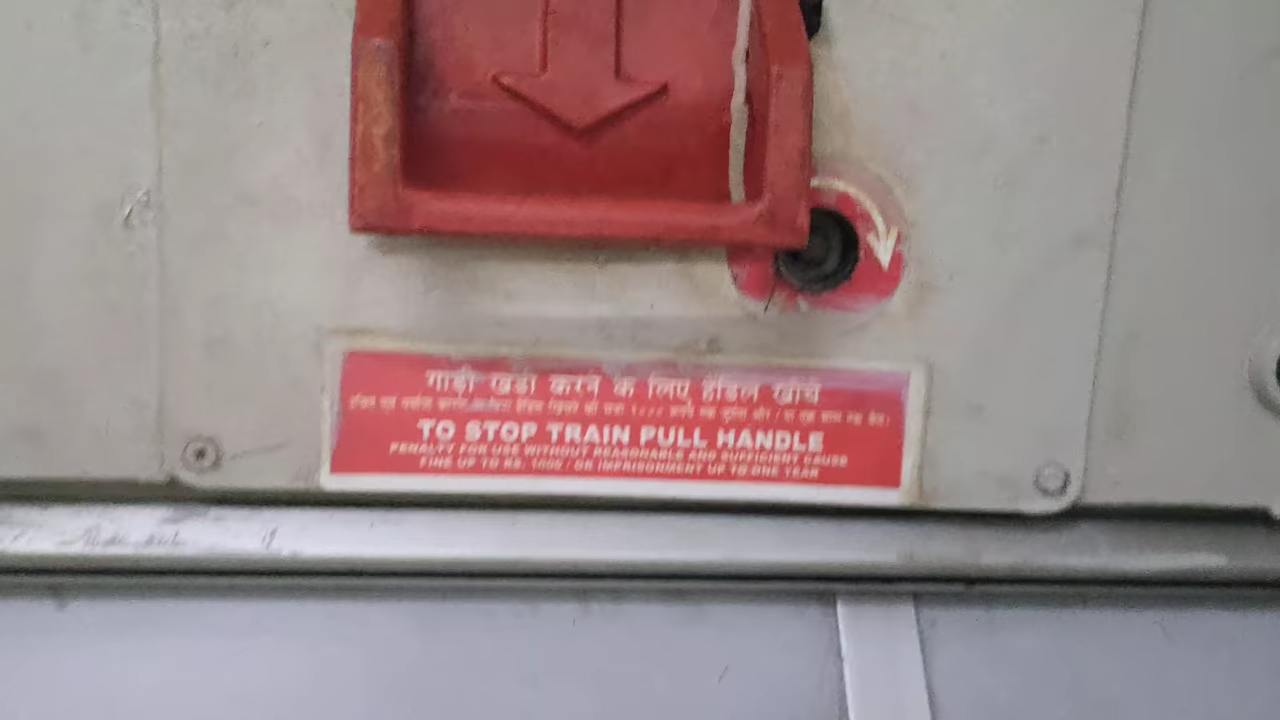 गाड़ी खड़ी करने के लिए हैंडिल खींचे
TO STOP TRAIN PULL HANDLE
PENALTY FOR USE WITHOUT REASONABLE AND SUFFICIENT CAUSE
FINE UP TO RS. 1000 / OR IMPRISONMENT UP TO ONE YEAR